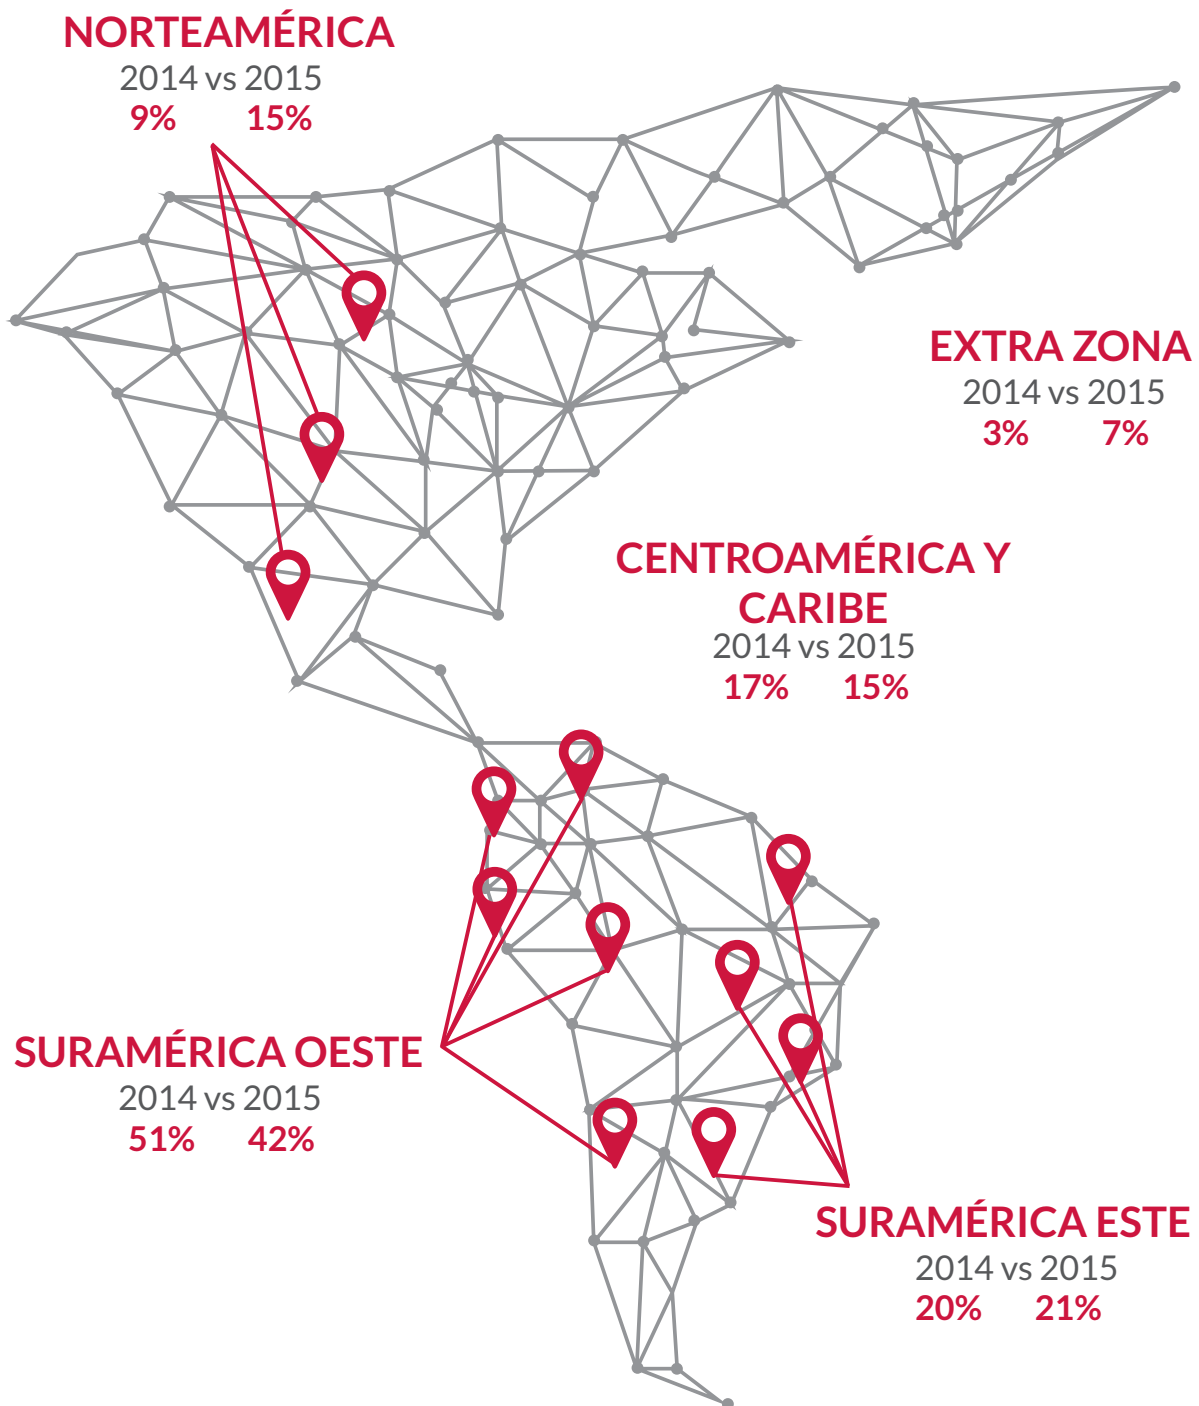 NORTEAMÉRICA
2014 vs 2015
9% 15%
EXTRA ZONA
2014 vs 2015
3% 7%
CENTROAMÉRICA Y
CARIBE
2014 vs 2015
17% 15%
SURAMÉRICA OESTE
2014 vs 2015
51% 42%
SURAMÉRICA ESTE
2014 vs 2015
20% 21%